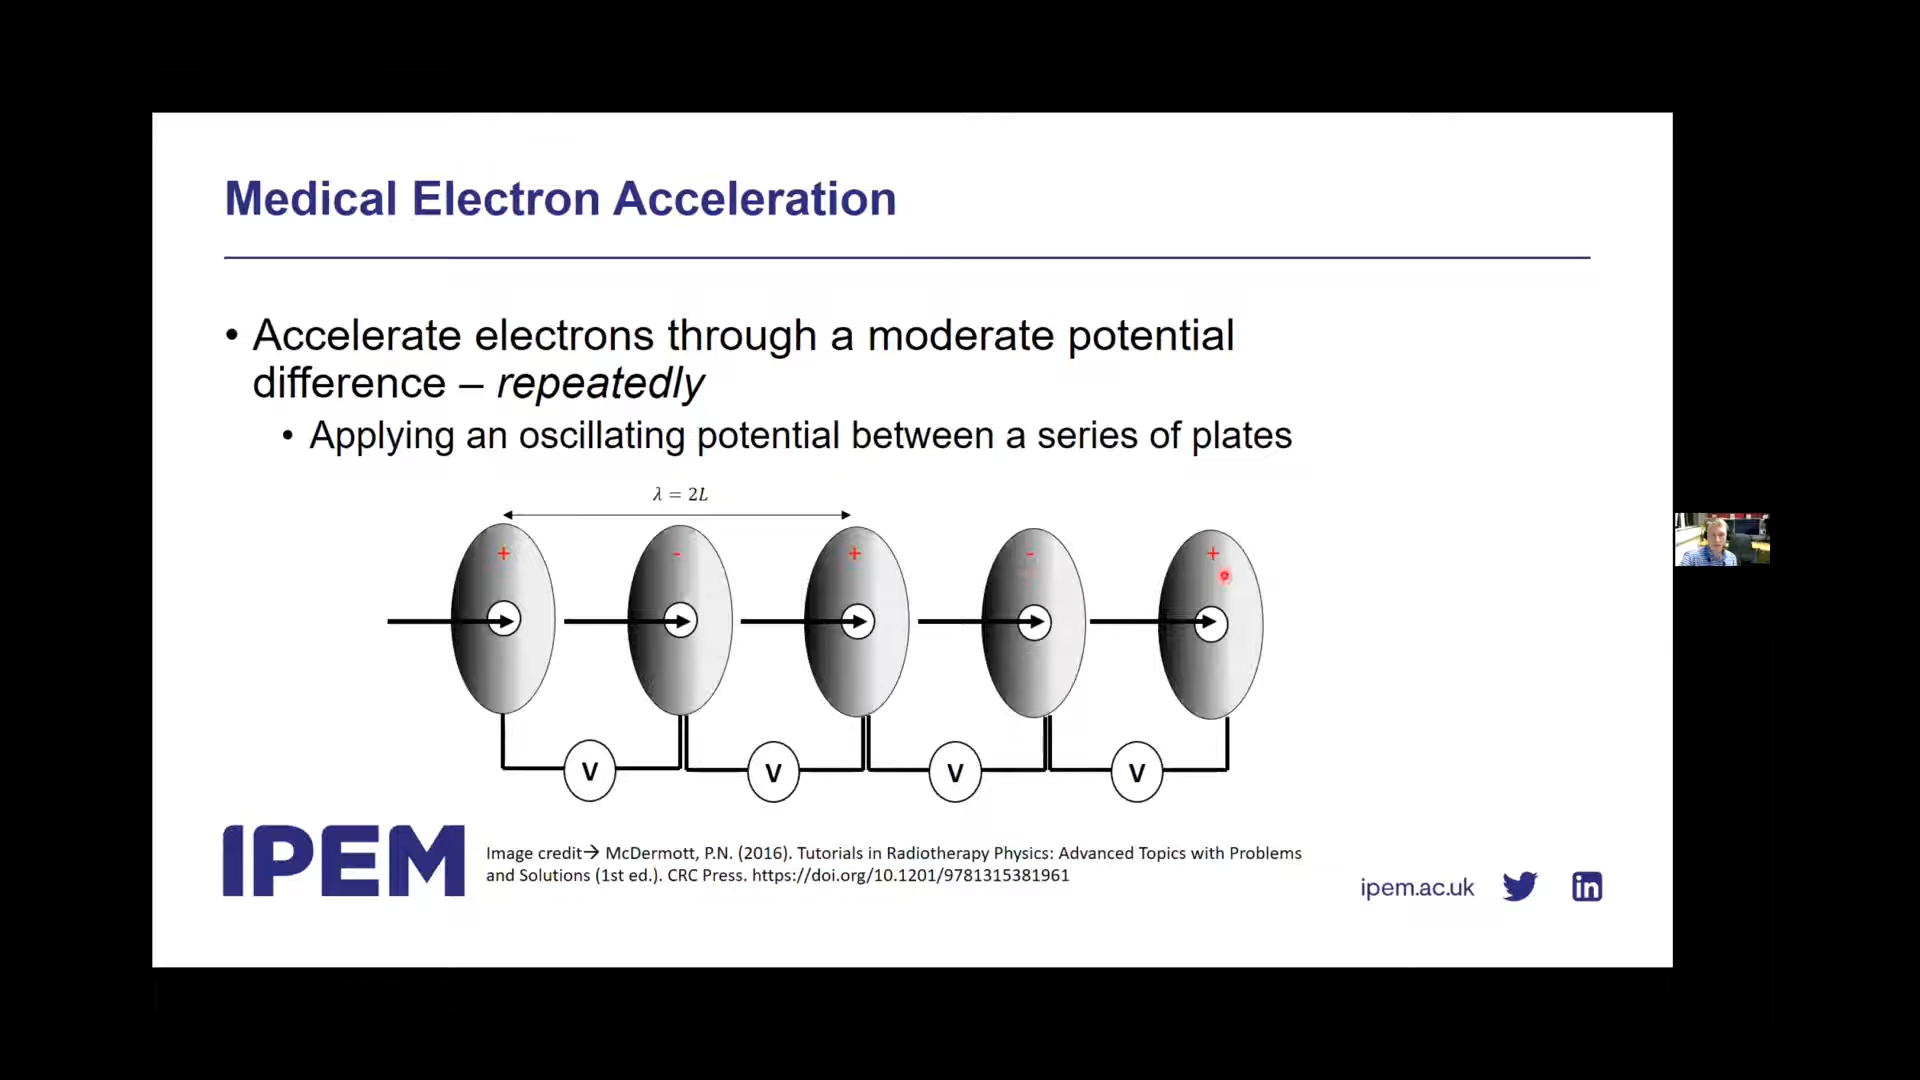 Medical Electron Acceleration
• Accelerate electrons through a moderate potential
difference – repeatedly
• Applying an oscillating potential between a series of plates
λ = 2L
+ - + - +
V V V V
IPEM
Image credit→ McDermott, P.N. (2016). Tutorials in Radiotherapy Physics: Advanced Topics with Problems
and Solutions (1st ed.). CRC Press. https://doi.org/10.1201/9781315381961
ipem.ac.uk
in